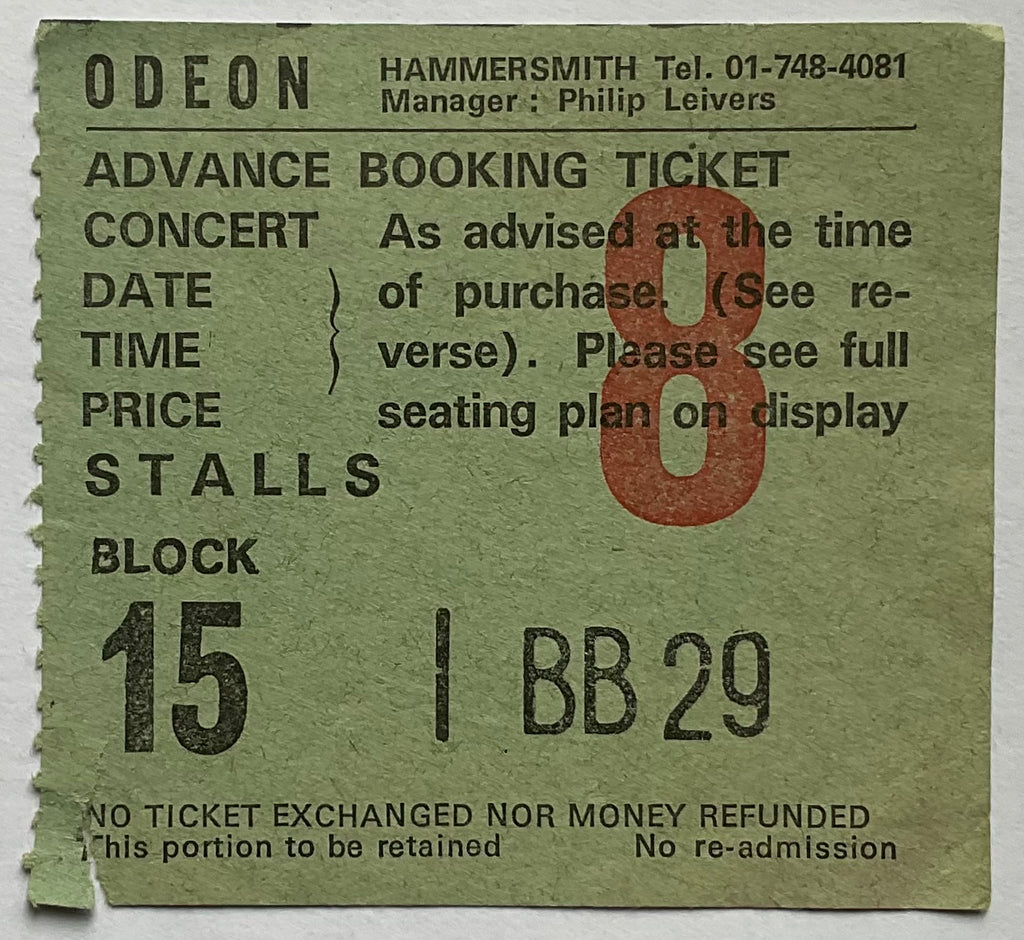 ODEON HAMMERSMITH Tel. 01-748-4081
Manager : Philip Leivers
ADVANCE BOOKING TICKET
CONCERT As advised at the time
DATE of purchase. (See re-
TIME verse). Please see full
PRICE seating plan on display
8
STALLS
BLOCK
15 | BB 29
NO TICKET EXCHANGED NOR MONEY REFUNDED
This portion to be retained No re-admission